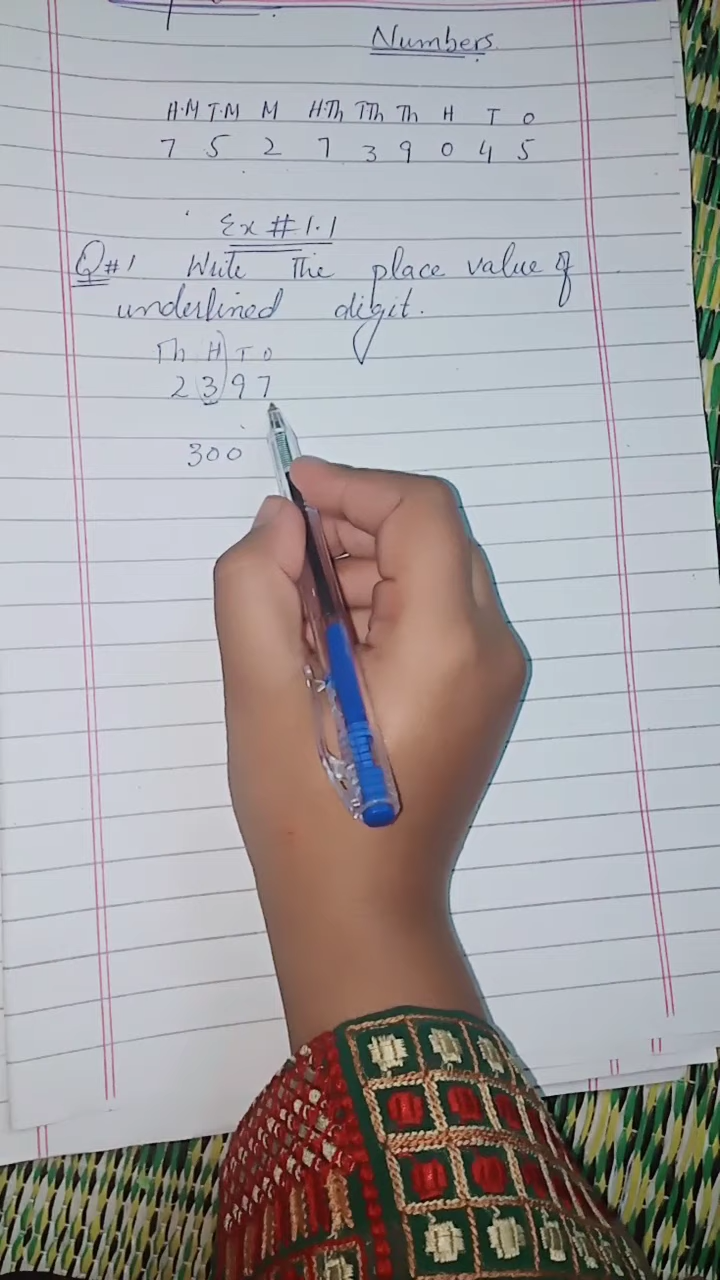 Numbers
H.M T.M M H.Th TTh Th H T O
7 5 2 7 3 9 0 4 5
Ex # 1.1
Q#1 Write The place value of
underlined digit.
Th H T O
2 3 9 7
300